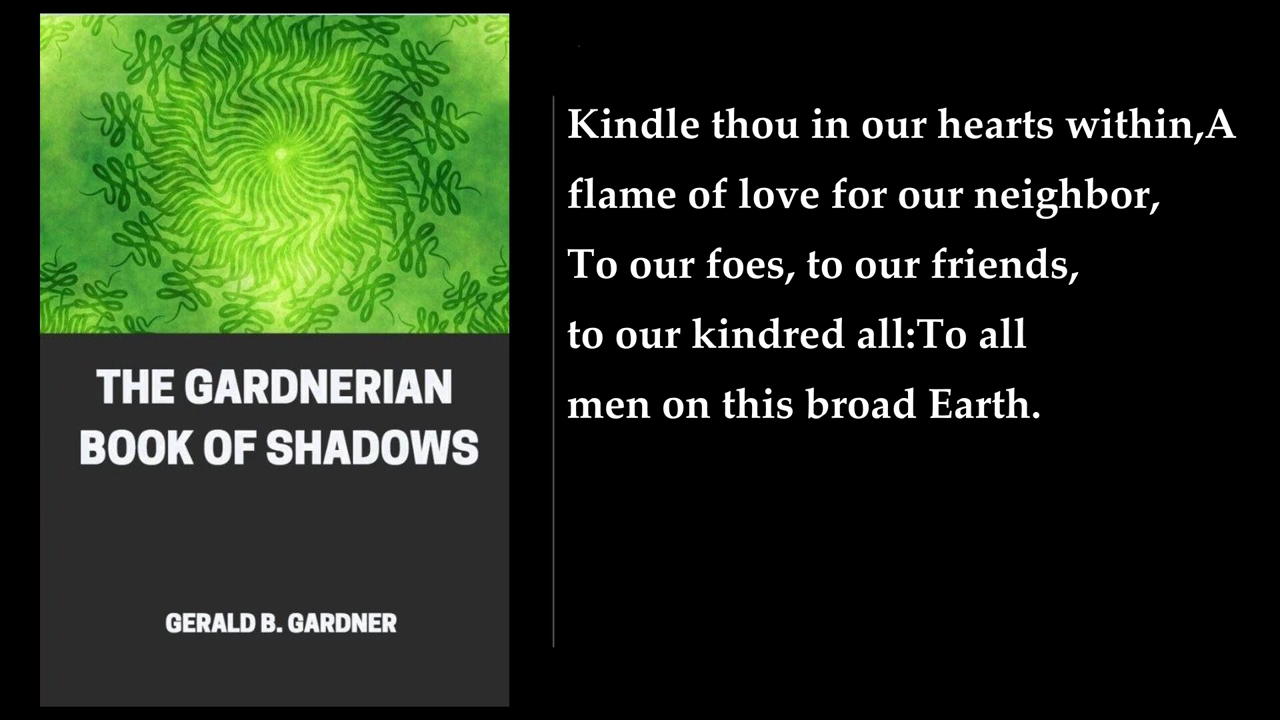 THE GARDNERIAN
BOOK OF SHADOWS
GERALD B. GARDNER
Kindle thou in our hearts within,A
flame of love for our neighbor,
To our foes, to our friends,
to our kindred all:To all
men on this broad Earth.